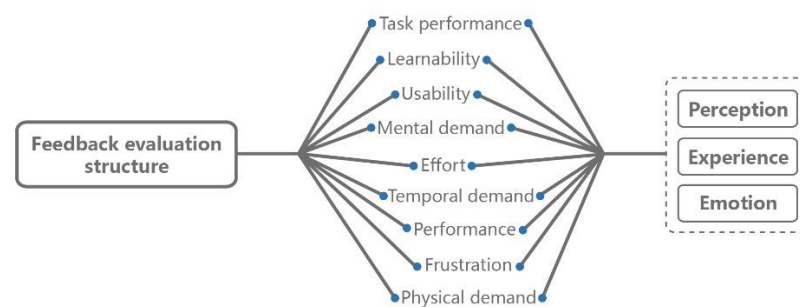 Feedback evaluation
structure
Task performance
Learnability
Usability
Mental demand
Effort
Temporal demand
Performance
Frustration
Physical demand
Perception
Experience
Emotion